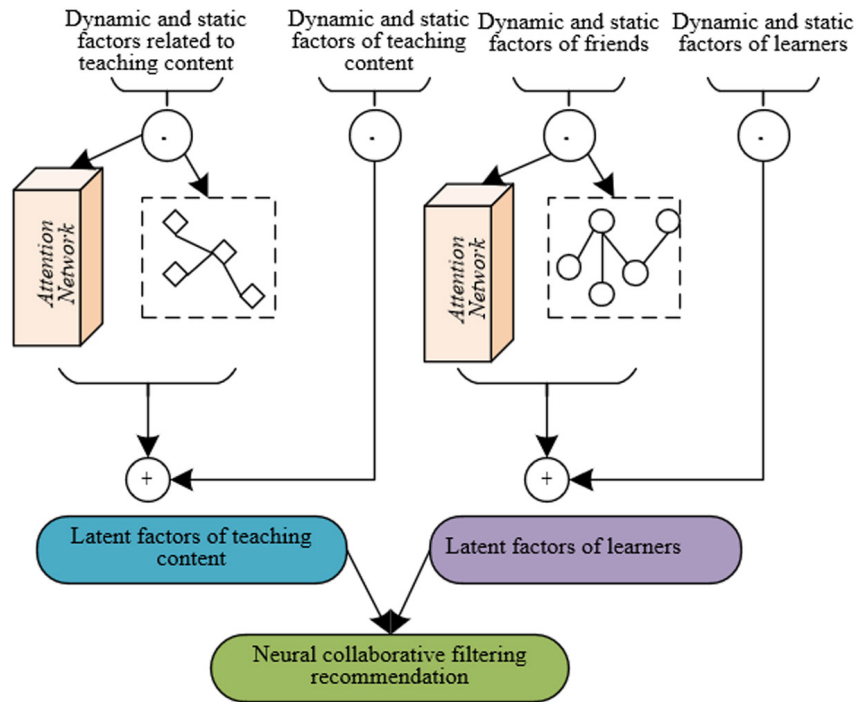 Dynamic and static
factors related to
teaching content
Dynamic and static
factors of teaching
content
Dynamic and static
factors of friends
Dynamic and static
factors of learners
-
-
-
-
Attention
Network
Attention
Network
+
+
Latent factors of teaching
content
Latent factors of learners
Neural collaborative filtering
recommendation